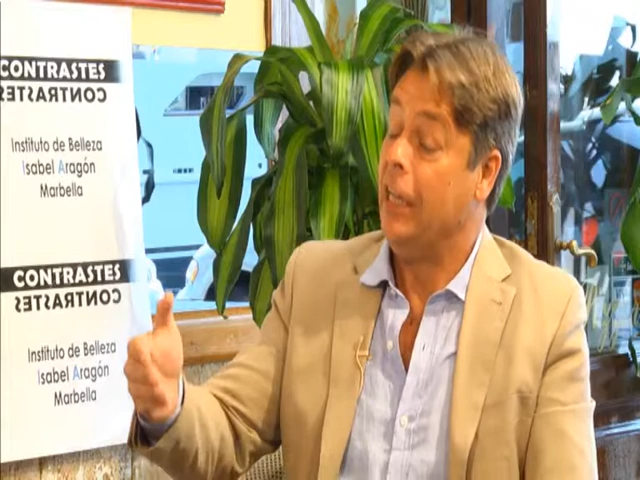 CONTRASTES
CONTRASTES
Instituto de Belleza
Isabel Aragón
Marbella
CONTRASTES
CONTRASTES
Instituto de Belleza
Isabel Aragón
Marbella